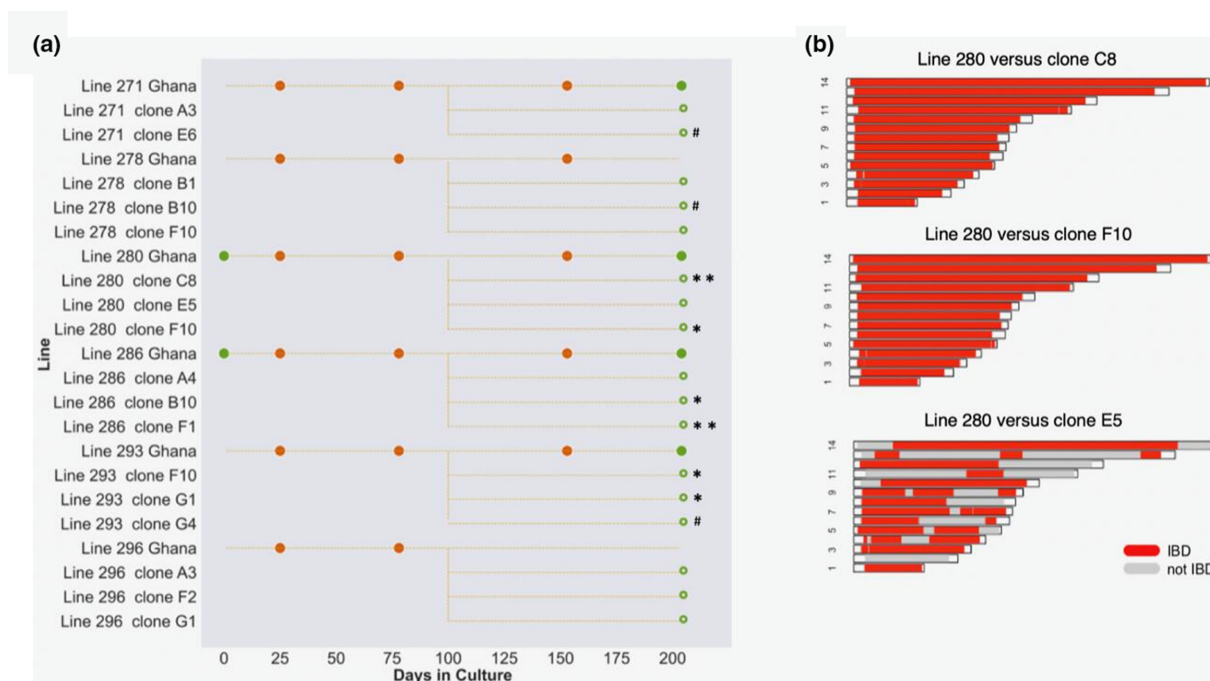 (a)
Line 271 Ghana
Line 271 clone A3
Line 271 clone E6 #
Line 278 Ghana
Line 278 clone B1
Line 278 clone B10 #
Line 278 clone F10
Line 280 Ghana
Line 280 clone C8 **
Line 280 clone E5
Line 280 clone F10 *
Line 286 Ghana
Line 286 clone A4
Line 286 clone B10 *
Line 286 clone F1 **
Line 293 Ghana
Line 293 clone F10 *
Line 293 clone G1 *
Line 293 clone G4 #
Line 296 Ghana
Line 296 clone A3
Line 296 clone F2
Line 296 clone G1
Line
0 25 50 75 100 125 150 175 200
Days in Culture
(b)
Line 280 versus clone C8
14
11
9
7
5
3
1
Line 280 versus clone F10
14
11
9
7
5
3
1
Line 280 versus clone E5
14
11
9
7
5
3
1
IBD
not IBD